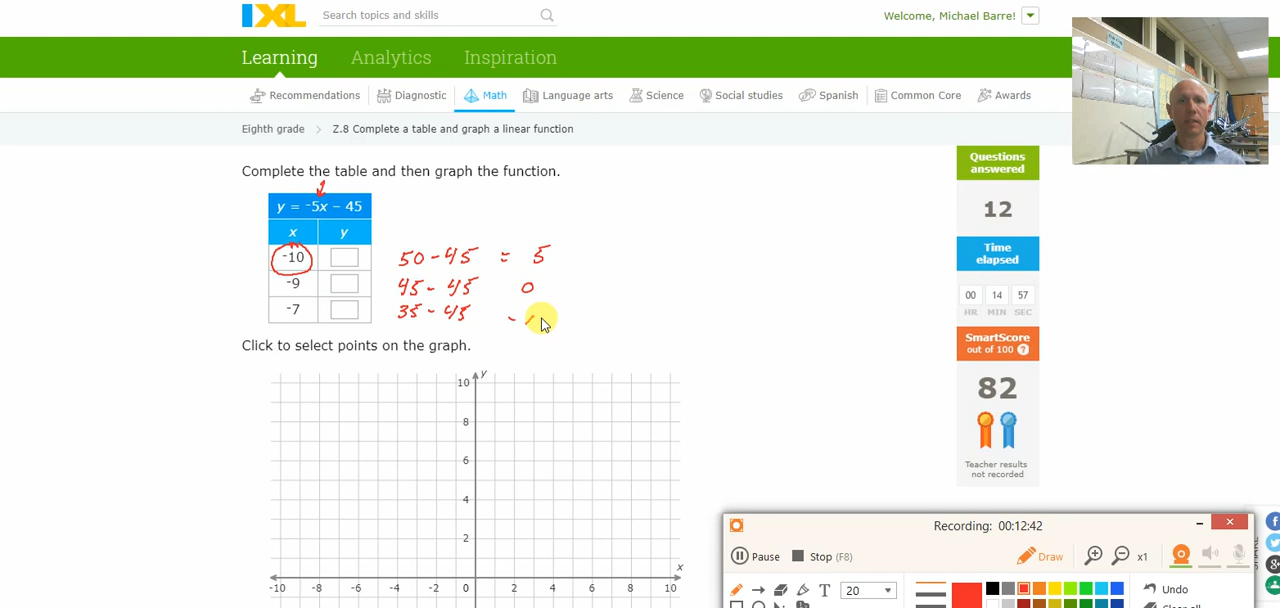 IXL Search topics and skills Welcome, Michael Barre!
Learning Analytics Inspiration
Recommendations Diagnostic Math Language arts Science Social studies Spanish Common Core Awards
Eighth grade > Z.8 Complete a table and graph a linear function
Complete the table and then graph the function.
y = -5x - 45
x y
-10 50 - 45 = 5
-9 45 - 45 0
-7 35 - 45 -
Click to select points on the graph.
y
10
8
6
4
2
x
-10 -8 -6 -4 -2 0 2 4 6 8 10
Questions
answered
12
Time
elapsed
00 14 57
HR MIN SEC
SmartScore
out of 100 ?
82
Teacher results
not recorded
Recording: 00:12:42
Pause Stop (F8) Draw x1
T 20 Undo
SHARE